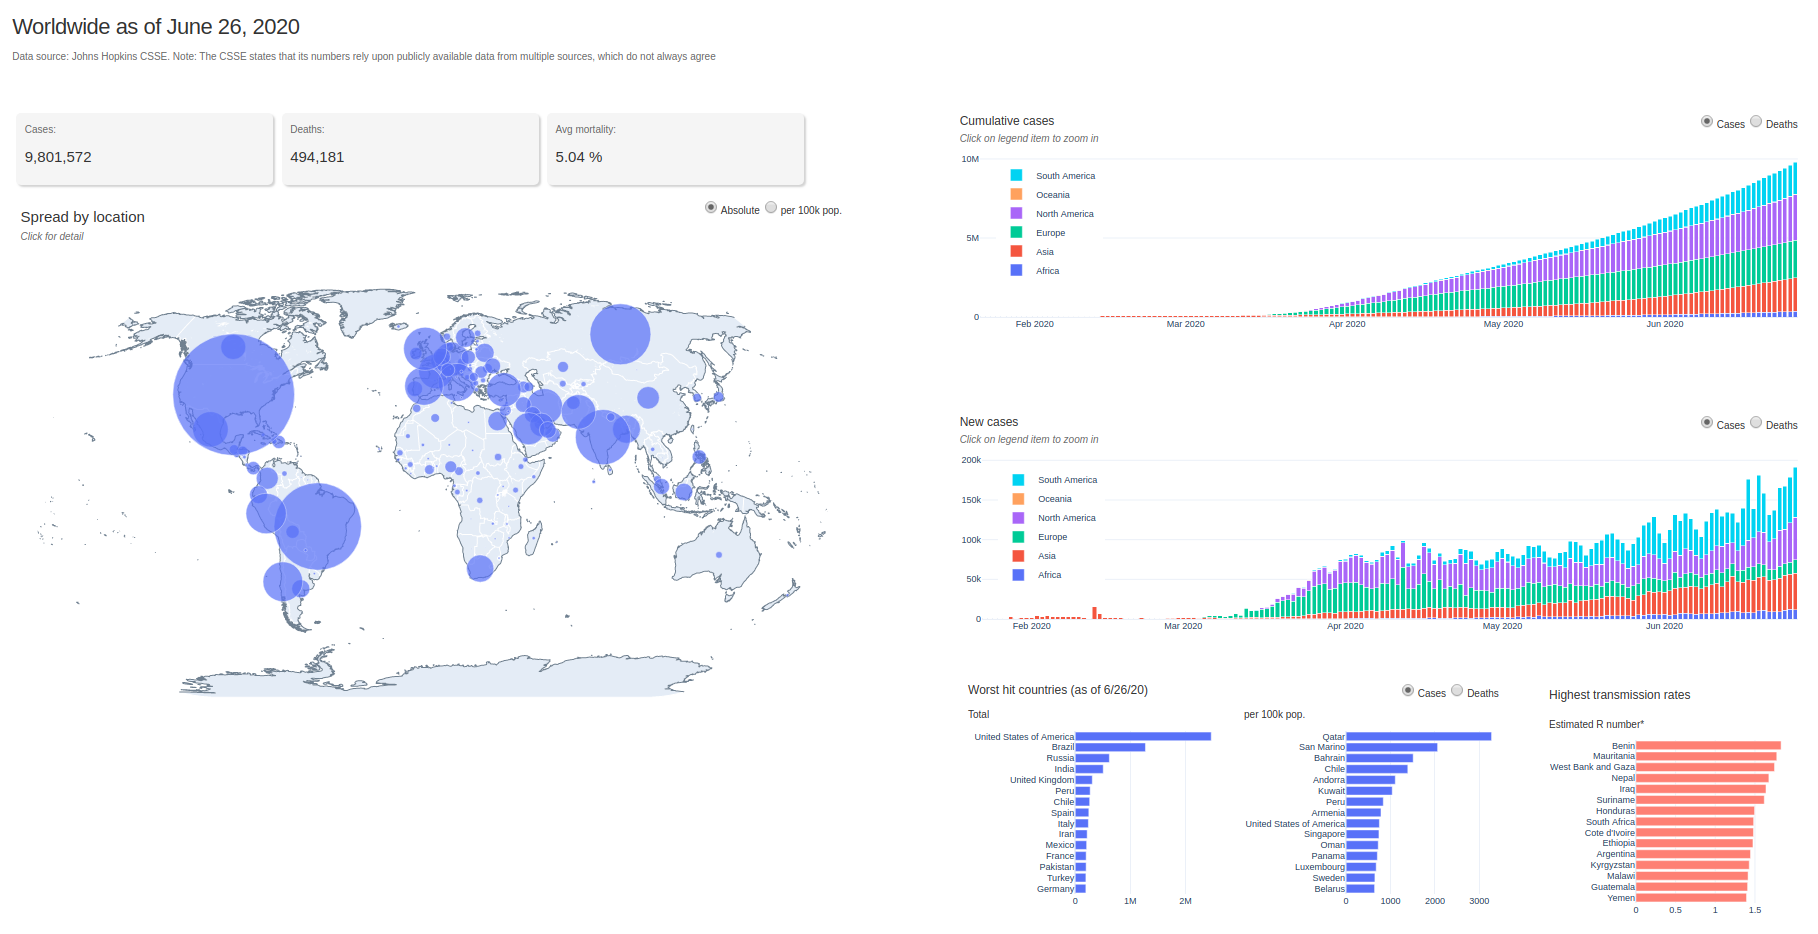 Worldwide as of June 26, 2020
Data source: Johns Hopkins CSSE. Note: The CSSE states that its numbers rely upon publicly available data from multiple sources, which do not always agree
Cases:
9,801,572
Deaths:
494,181
Avg mortality:
5.04 %
Spread by location
Click for detail
Absolute per 100k pop.
Cumulative cases
Click on legend item to zoom in
Cases Deaths
10M
5M
0
South America
Oceania
North America
Europe
Asia
Africa
Feb 2020
Mar 2020
Apr 2020
May 2020
Jun 2020
New cases
Click on legend item to zoom in
Cases Deaths
200k
150k
100k
50k
0
South America
Oceania
North America
Europe
Asia
Africa
Feb 2020
Mar 2020
Apr 2020
May 2020
Jun 2020
Worst hit countries (as of 6/26/20)
Cases Deaths
Total
United States of America
Brazil
Russia
India
United Kingdom
Peru
Chile
Spain
Italy
Iran
Mexico
France
Pakistan
Turkey
Germany
0
1M
2M
per 100k pop.
Qatar
San Marino
Bahrain
Chile
Andorra
Kuwait
Peru
Armenia
United States of America
Singapore
Oman
Panama
Luxembourg
Sweden
Belarus
0
1000
2000
3000
Highest transmission rates
Estimated R number*
Benin
Mauritania
West Bank and Gaza
Nepal
Iraq
Suriname
Honduras
South Africa
Cote d'Ivoire
Ethiopia
Argentina
Kyrgyzstan
Malawi
Guatemala
Yemen
0
0.5
1
1.5